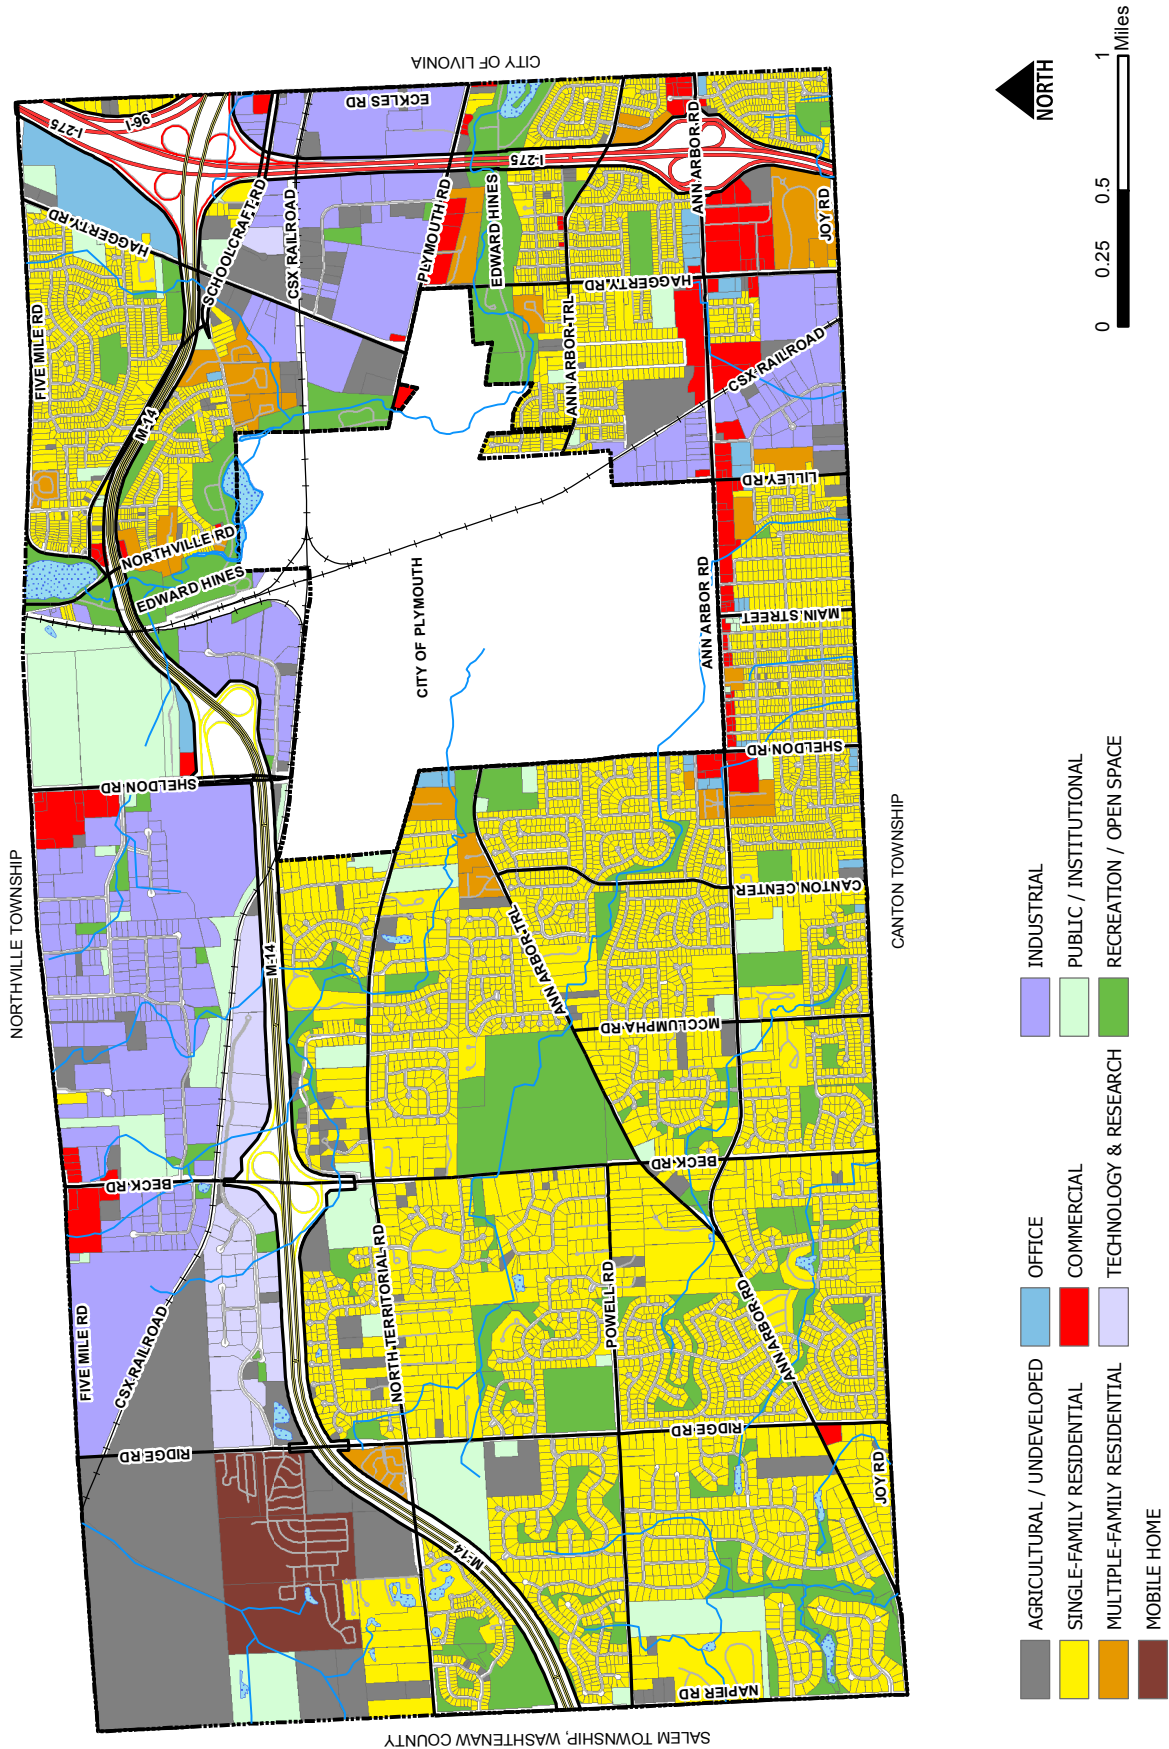 NORTHVILLE TOWNSHIP
CITY OF LIVONIA
CANTON TOWNSHIP
SALEM TOWNSHIP, WASHTENAW COUNTY
CITY OF PLYMOUTH
FIVE MILE RD
FIVE MILE RD
I-275
I-96
HAGGERTY RD
SCHOOLCRAFT RD
CSX RAILROAD
ECKLES RD
PLYMOUTH RD
EDWARD HINES
I-275
ANN ARBOR TRL
HAGGERTY RD
ANN ARBOR RD
JOY RD
CSX RAILROAD
LILLEY RD
M-14
NORTHVILLE RD
EDWARD HINES
ANN ARBOR RD
MAIN STREET
SHELDON RD
SHELDON RD
CANTON CENTER
M-14
ANN ARBOR TRL
MCCLUMPHA RD
BECK RD
BECK RD
NORTH TERRITORIAL RD
POWELL RD
ANN ARBOR RD
CSX RAILROAD
RIDGE RD
RIDGE RD
JOY RD
M-14
NAPIER RD
NORTH
0
0.25
0.5
1
Miles
AGRICULTURAL / UNDEVELOPED
SINGLE-FAMILY RESIDENTIAL
MULTIPLE-FAMILY RESIDENTIAL
MOBILE HOME
OFFICE
COMMERCIAL
TECHNOLOGY & RESEARCH
INDUSTRIAL
PUBLIC / INSTITUTIONAL
RECREATION / OPEN SPACE